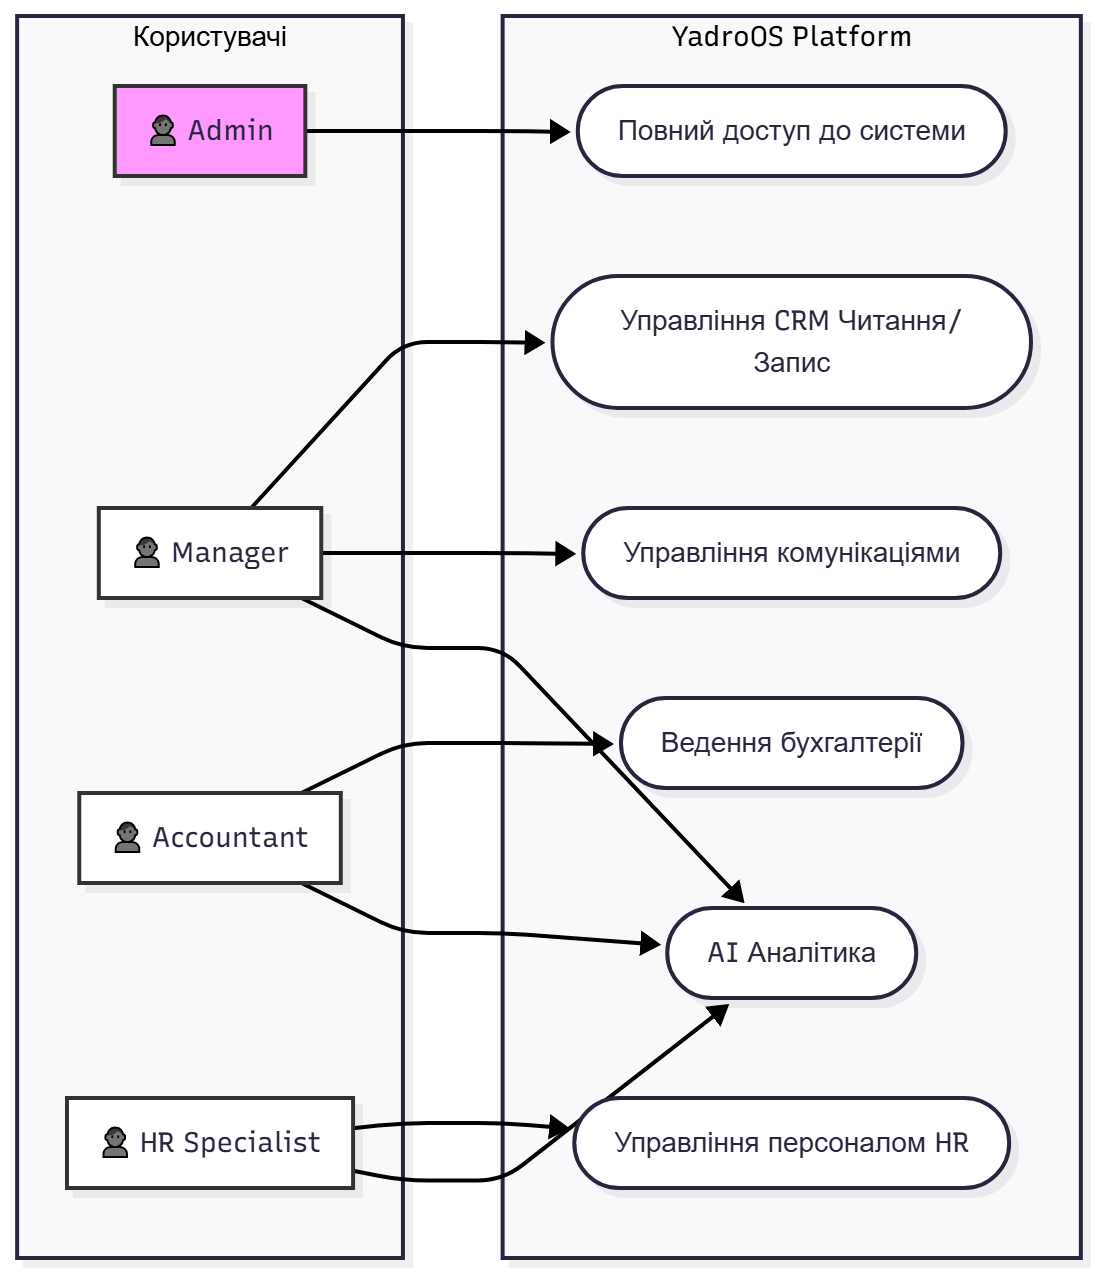 Користувачі
YadroOS Platform
Admin
Повний доступ до системи
Управління CRM Читання/
Запис
Manager
Управління комунікаціями
Ведення бухгалтерії
Accountant
AI Аналітика
HR Specialist
Управління персоналом HR